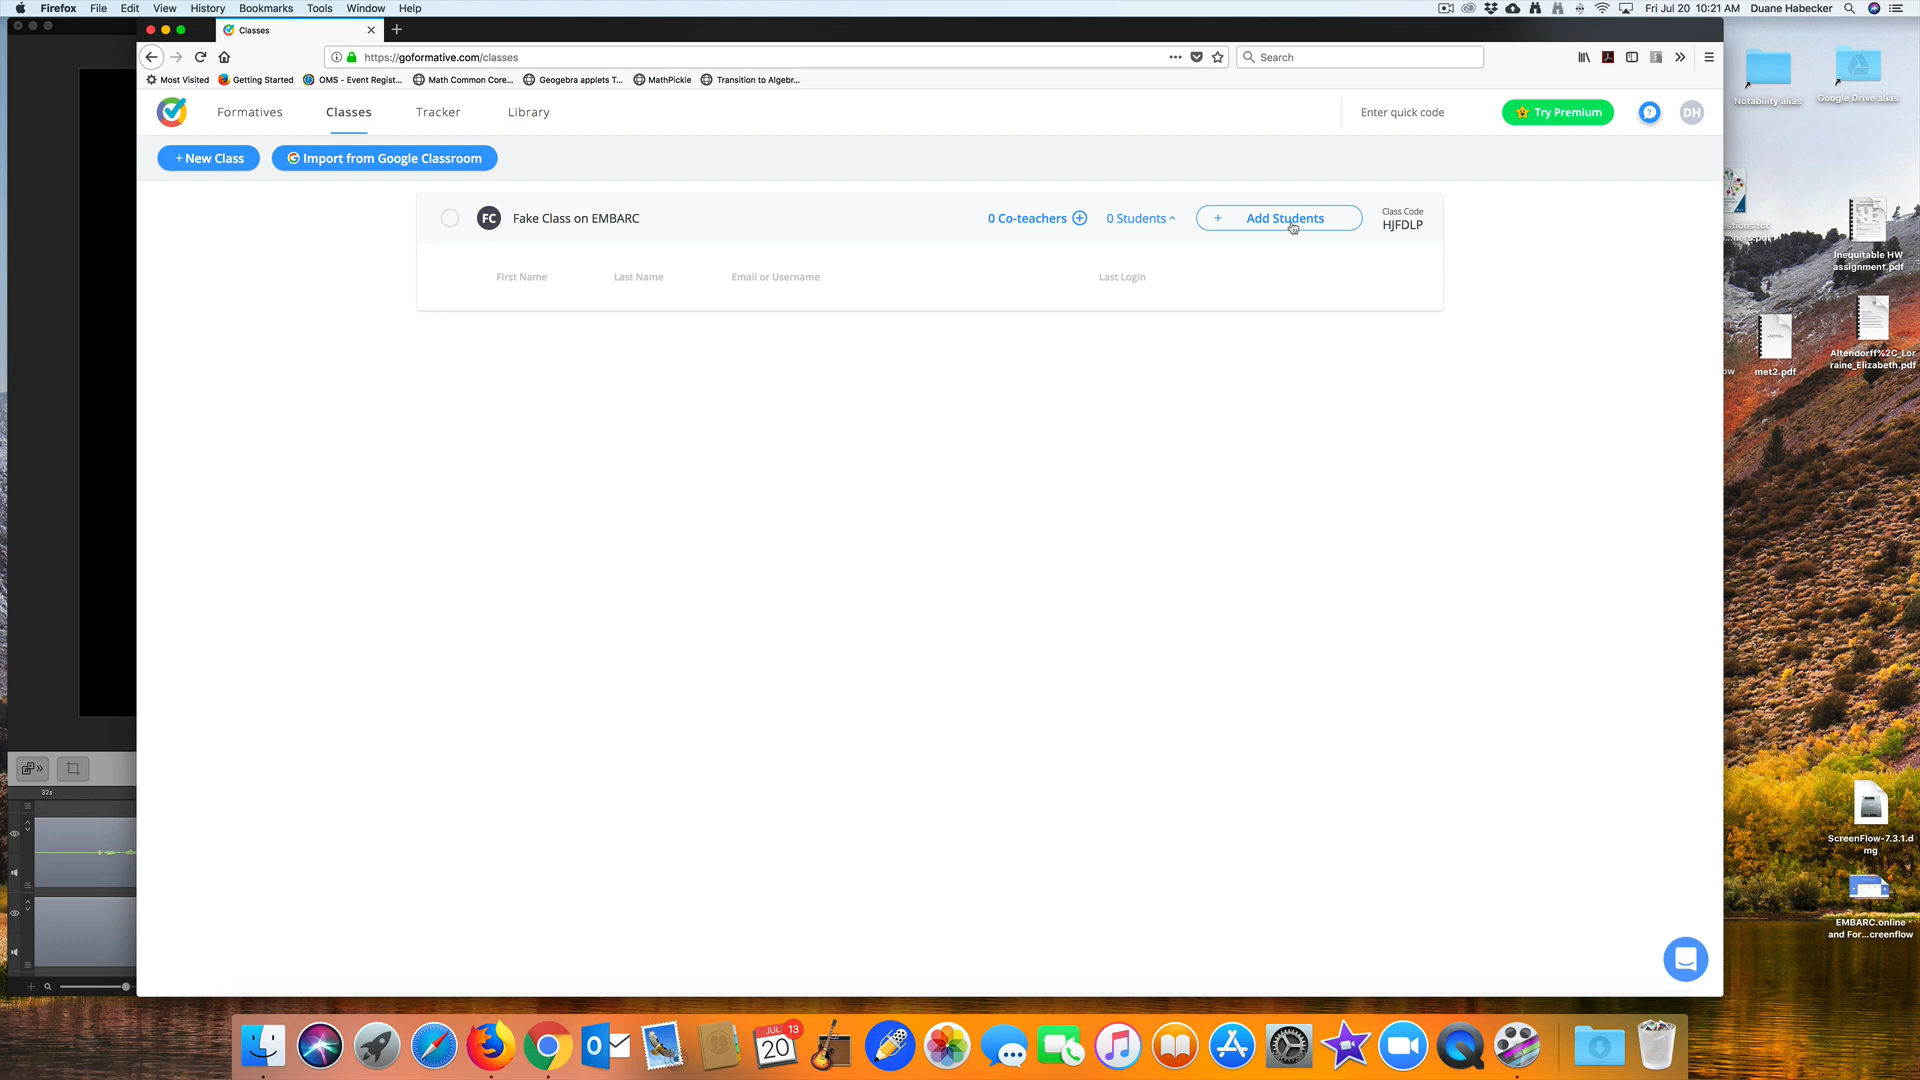 Firefox File Edit View History Bookmarks Tools Window Help
Fri Jul 20 10:21 AM Duane Habecker
Classes
https://goformative.com/classes
Search
Most Visited Getting Started OMS - Event Regist... Math Common Core... Geogebra applets T... MathPickle Transition to Algebr...
Formatives Classes Tracker Library
Enter quick code
Try Premium
DH
+ New Class
Import from Google Classroom
FC Fake Class on EMBARC
0 Co-teachers
0 Students
+ Add Students
Class Code
HJFDLP
First Name Last Name Email or Username Last Login
Notability alias
Google Drive alias
Inequitable HW
assignment.pdf
met2.pdf
Altendorff%2C_Lor
raine_Elizabeth.pdf
ScreenFlow-7.3.1.d
mg
EMBARC.online -
and For...creenflow
32s
JUL 13
20